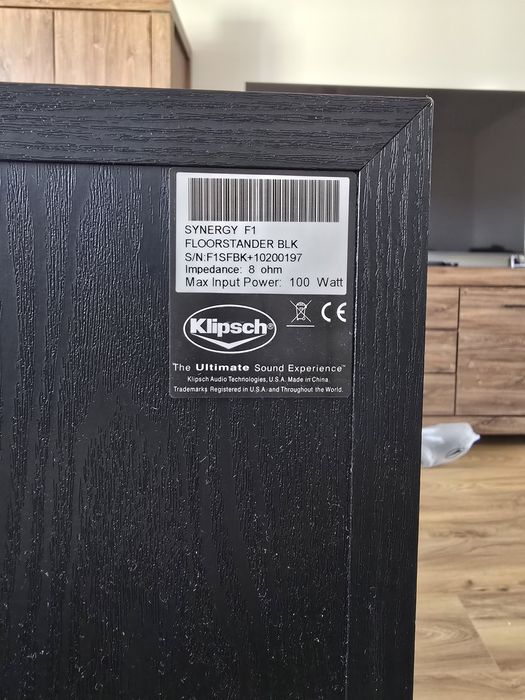 SYNERGY F1
FLOORSTANDER BLK
S/N:F1SFBK+10200197
Impedance: 8 ohm
Max Input Power: 100 Watt
Klipsch®
The Ultimate Sound Experience™
Klipsch Audio Technologies, U.S.A. Made in China.
Trademarks Registered in U.S.A. and Throughout the World.